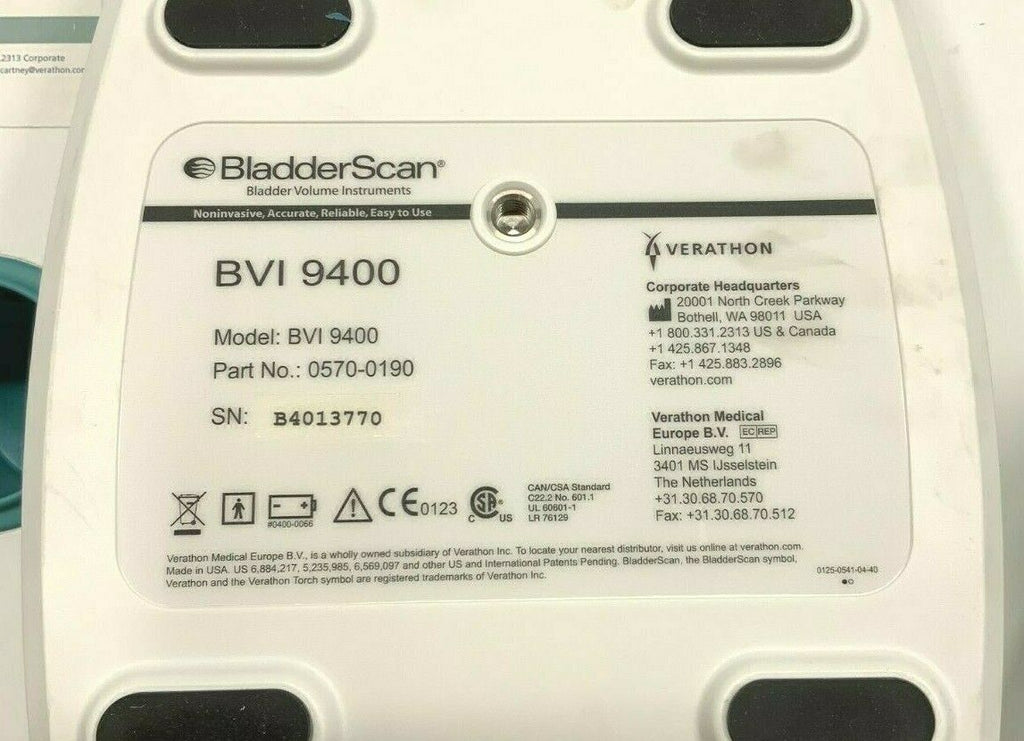 .2313 Corporate
cartney@verathon.cor
BladderScan®
Bladder Volume Instruments
Noninvasive, Accurate, Reliable, Easy to Use
BVI 9400
Model: BVI 9400
Part No.: 0570-0190
SN: B4013770
VERATHON
Corporate Headquarters
20001 North Creek Parkway
Bothell, WA 98011 USA
+1 800.331.2313 US & Canada
+1 425.867.1348
Fax: +1 425.883.2896
verathon.com
Verathon Medical
Europe B.V. EC REP
Linnaeusweg 11
3401 MS IJsselstein
The Netherlands
+31.30.68.70.570
Fax: +31.30.68.70.512
#0400-0066
CE0123
C SA® US
CAN/CSA Standard
C22.2 No. 601.1
UL 60601-1
LR 76129
Verathon Medical Europe B.V., is a wholly owned subsidiary of Verathon Inc. To locate your nearest distributor, visit us online at verathon.com.
Made in USA. US 6,884,217, 5,235,985, 6,569,097 and other US and International Patents Pending. BladderScan, the BladderScan symbol,
Verathon and the Verathon Torch symbol are registered trademarks of Verathon Inc.
0125-0541-04-40